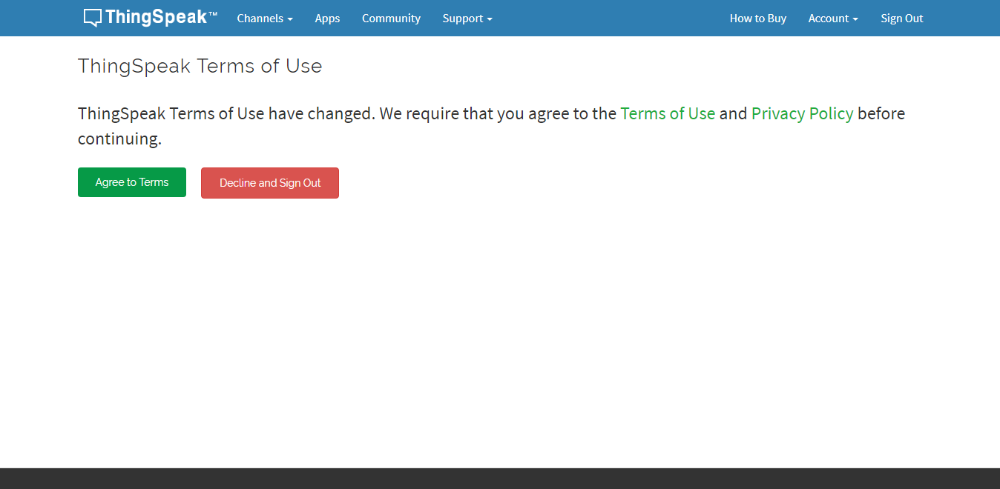 ThingSpeak™ Channels Apps Community Support How to Buy Account Sign Out
ThingSpeak Terms of Use
ThingSpeak Terms of Use have changed. We require that you agree to the Terms of Use and Privacy Policy before
continuing.
Agree to Terms Decline and Sign Out